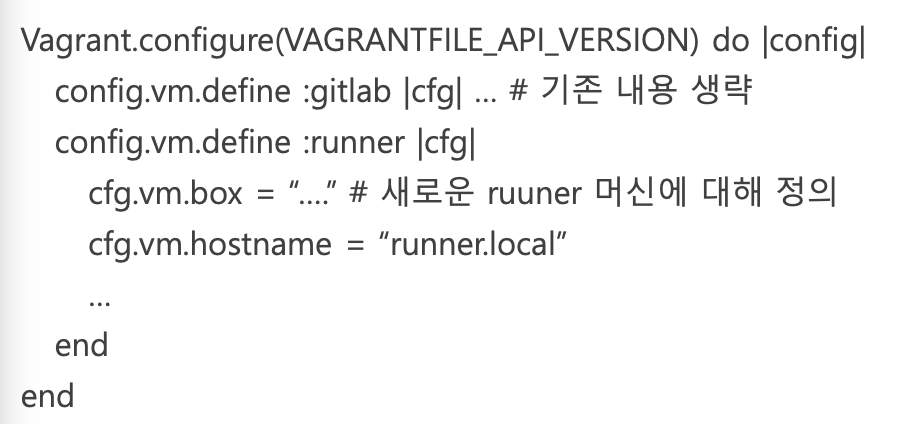 Vagrant.configure(VAGRANTFILE_API_VERSION) do |config|
config.vm.define :gitlab |cfg| ... # 기존 내용 생략
config.vm.define :runner |cfg|
cfg.vm.box = “....” # 새로운 ruuner 머신에 대해 정의
cfg.vm.hostname = “runner.local”
...
end
end